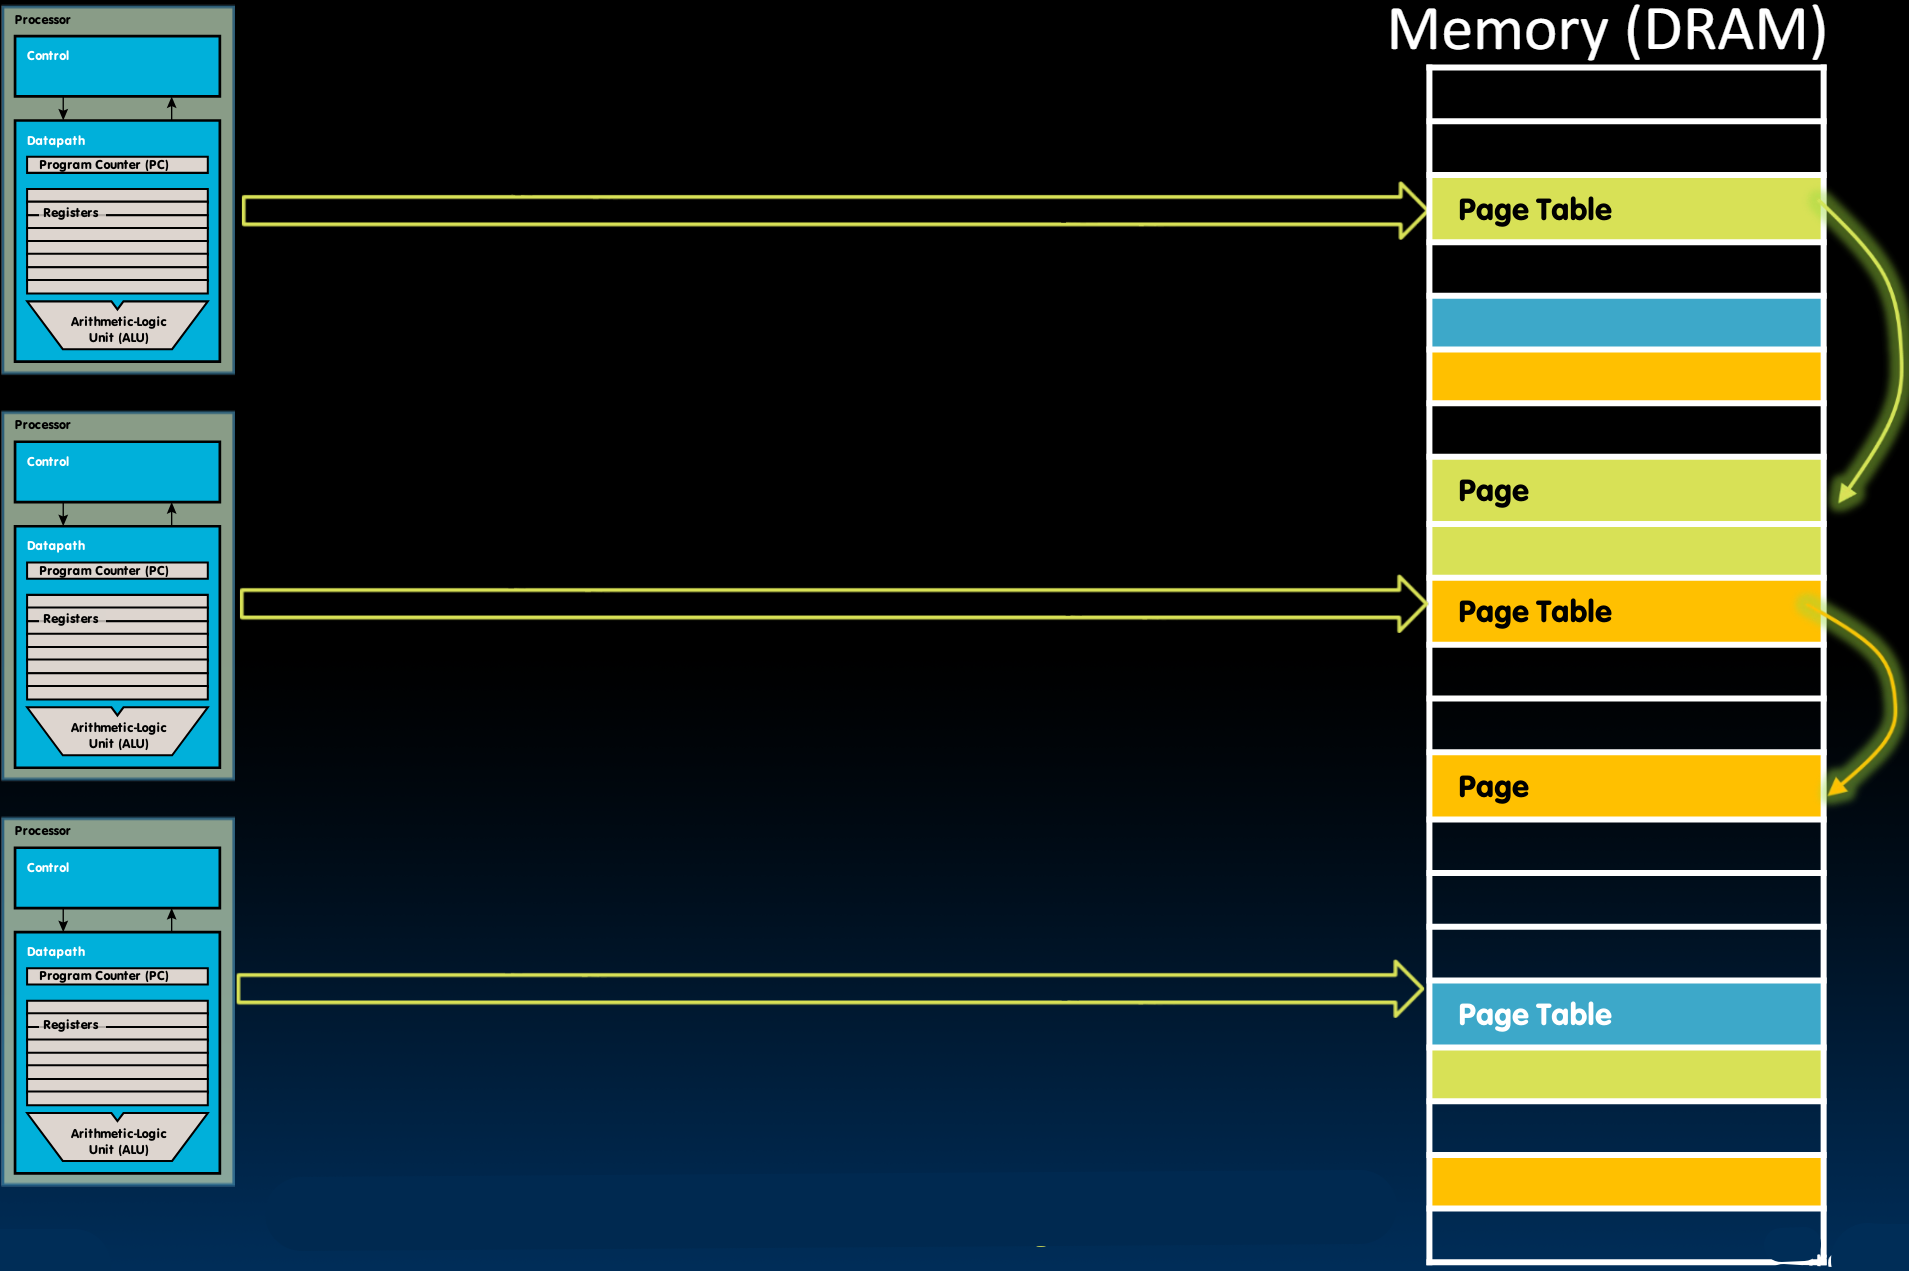 Memory (DRAM)
Processor
Control
Datapath
Program Counter (PC)
Registers
Arithmetic-Logic
Unit (ALU)
Processor
Control
Datapath
Program Counter (PC)
Registers
Arithmetic-Logic
Unit (ALU)
Processor
Control
Datapath
Program Counter (PC)
Registers
Arithmetic-Logic
Unit (ALU)
Page Table
Page
Page Table
Page
Page Table